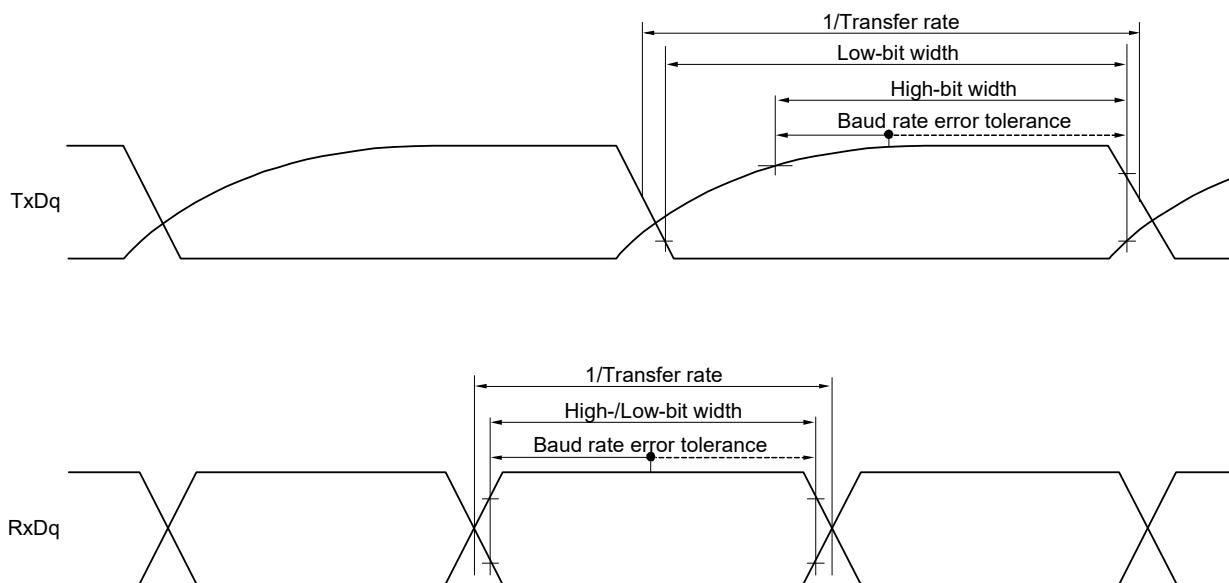 1/Transfer rate
Low-bit width
High-bit width
Baud rate error tolerance
TxDq
1/Transfer rate
High-/Low-bit width
Baud rate error tolerance
RxDq